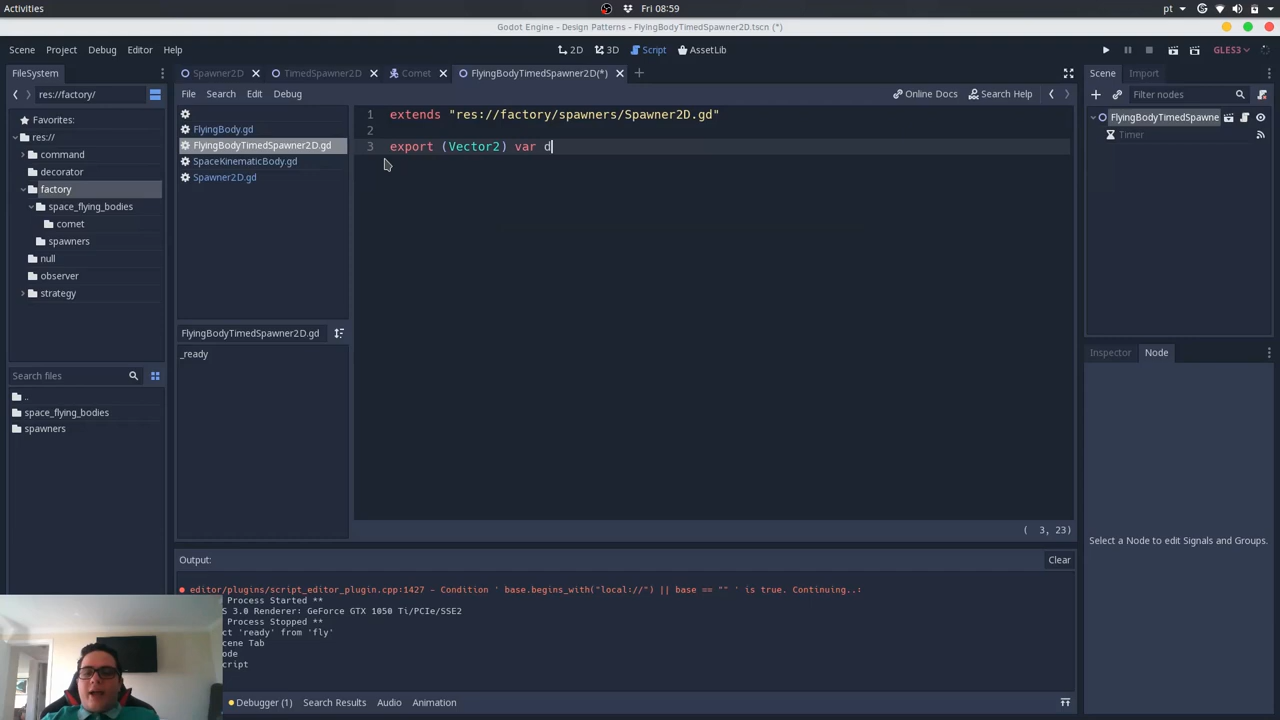 Activities
Fri 08:59
pt
Godot Engine - Design Patterns - FlyingBodyTimedSpawner2D.tscn (*)
Scene Project Debug Editor Help
2D 3D Script AssetLib
GLES3
FileSystem
Spawner2D TimedSpawner2D Comet FlyingBodyTimedSpawner2D(*)
Scene Import
res://factory/
File Search Edit Debug
Online Docs Search Help
Filter nodes
Favorites:
res://
command
decorator
factory
space_flying_bodies
comet
spawners
null
observer
strategy
FlyingBody.gd
FlyingBodyTimedSpawner2D.gd
SpaceKinematicBody.gd
Spawner2D.gd
1 extends "res://factory/spawners/Spawner2D.gd"
2
3 export (Vector2) var d
FlyingBodyTimedSpawne
Timer
FlyingBodyTimedSpawner2D.gd
_ready
Search files
..
space_flying_bodies
spawners
Inspector Node
Select a Node to edit Signals and Groups.
( 3, 23)
Output:
Clear
editor/plugins/script_editor_plugin.cpp:1427 - Condition ' base.begins_with("local://") || base == "" ' is true. Continuing..:
Process Started **
S 3.0 Renderer: GeForce GTX 1050 Ti/PCIe/SSE2
Process Stopped **
ct 'ready' from 'fly'
cene Tab
ode
cript
Debugger (1) Search Results Audio Animation